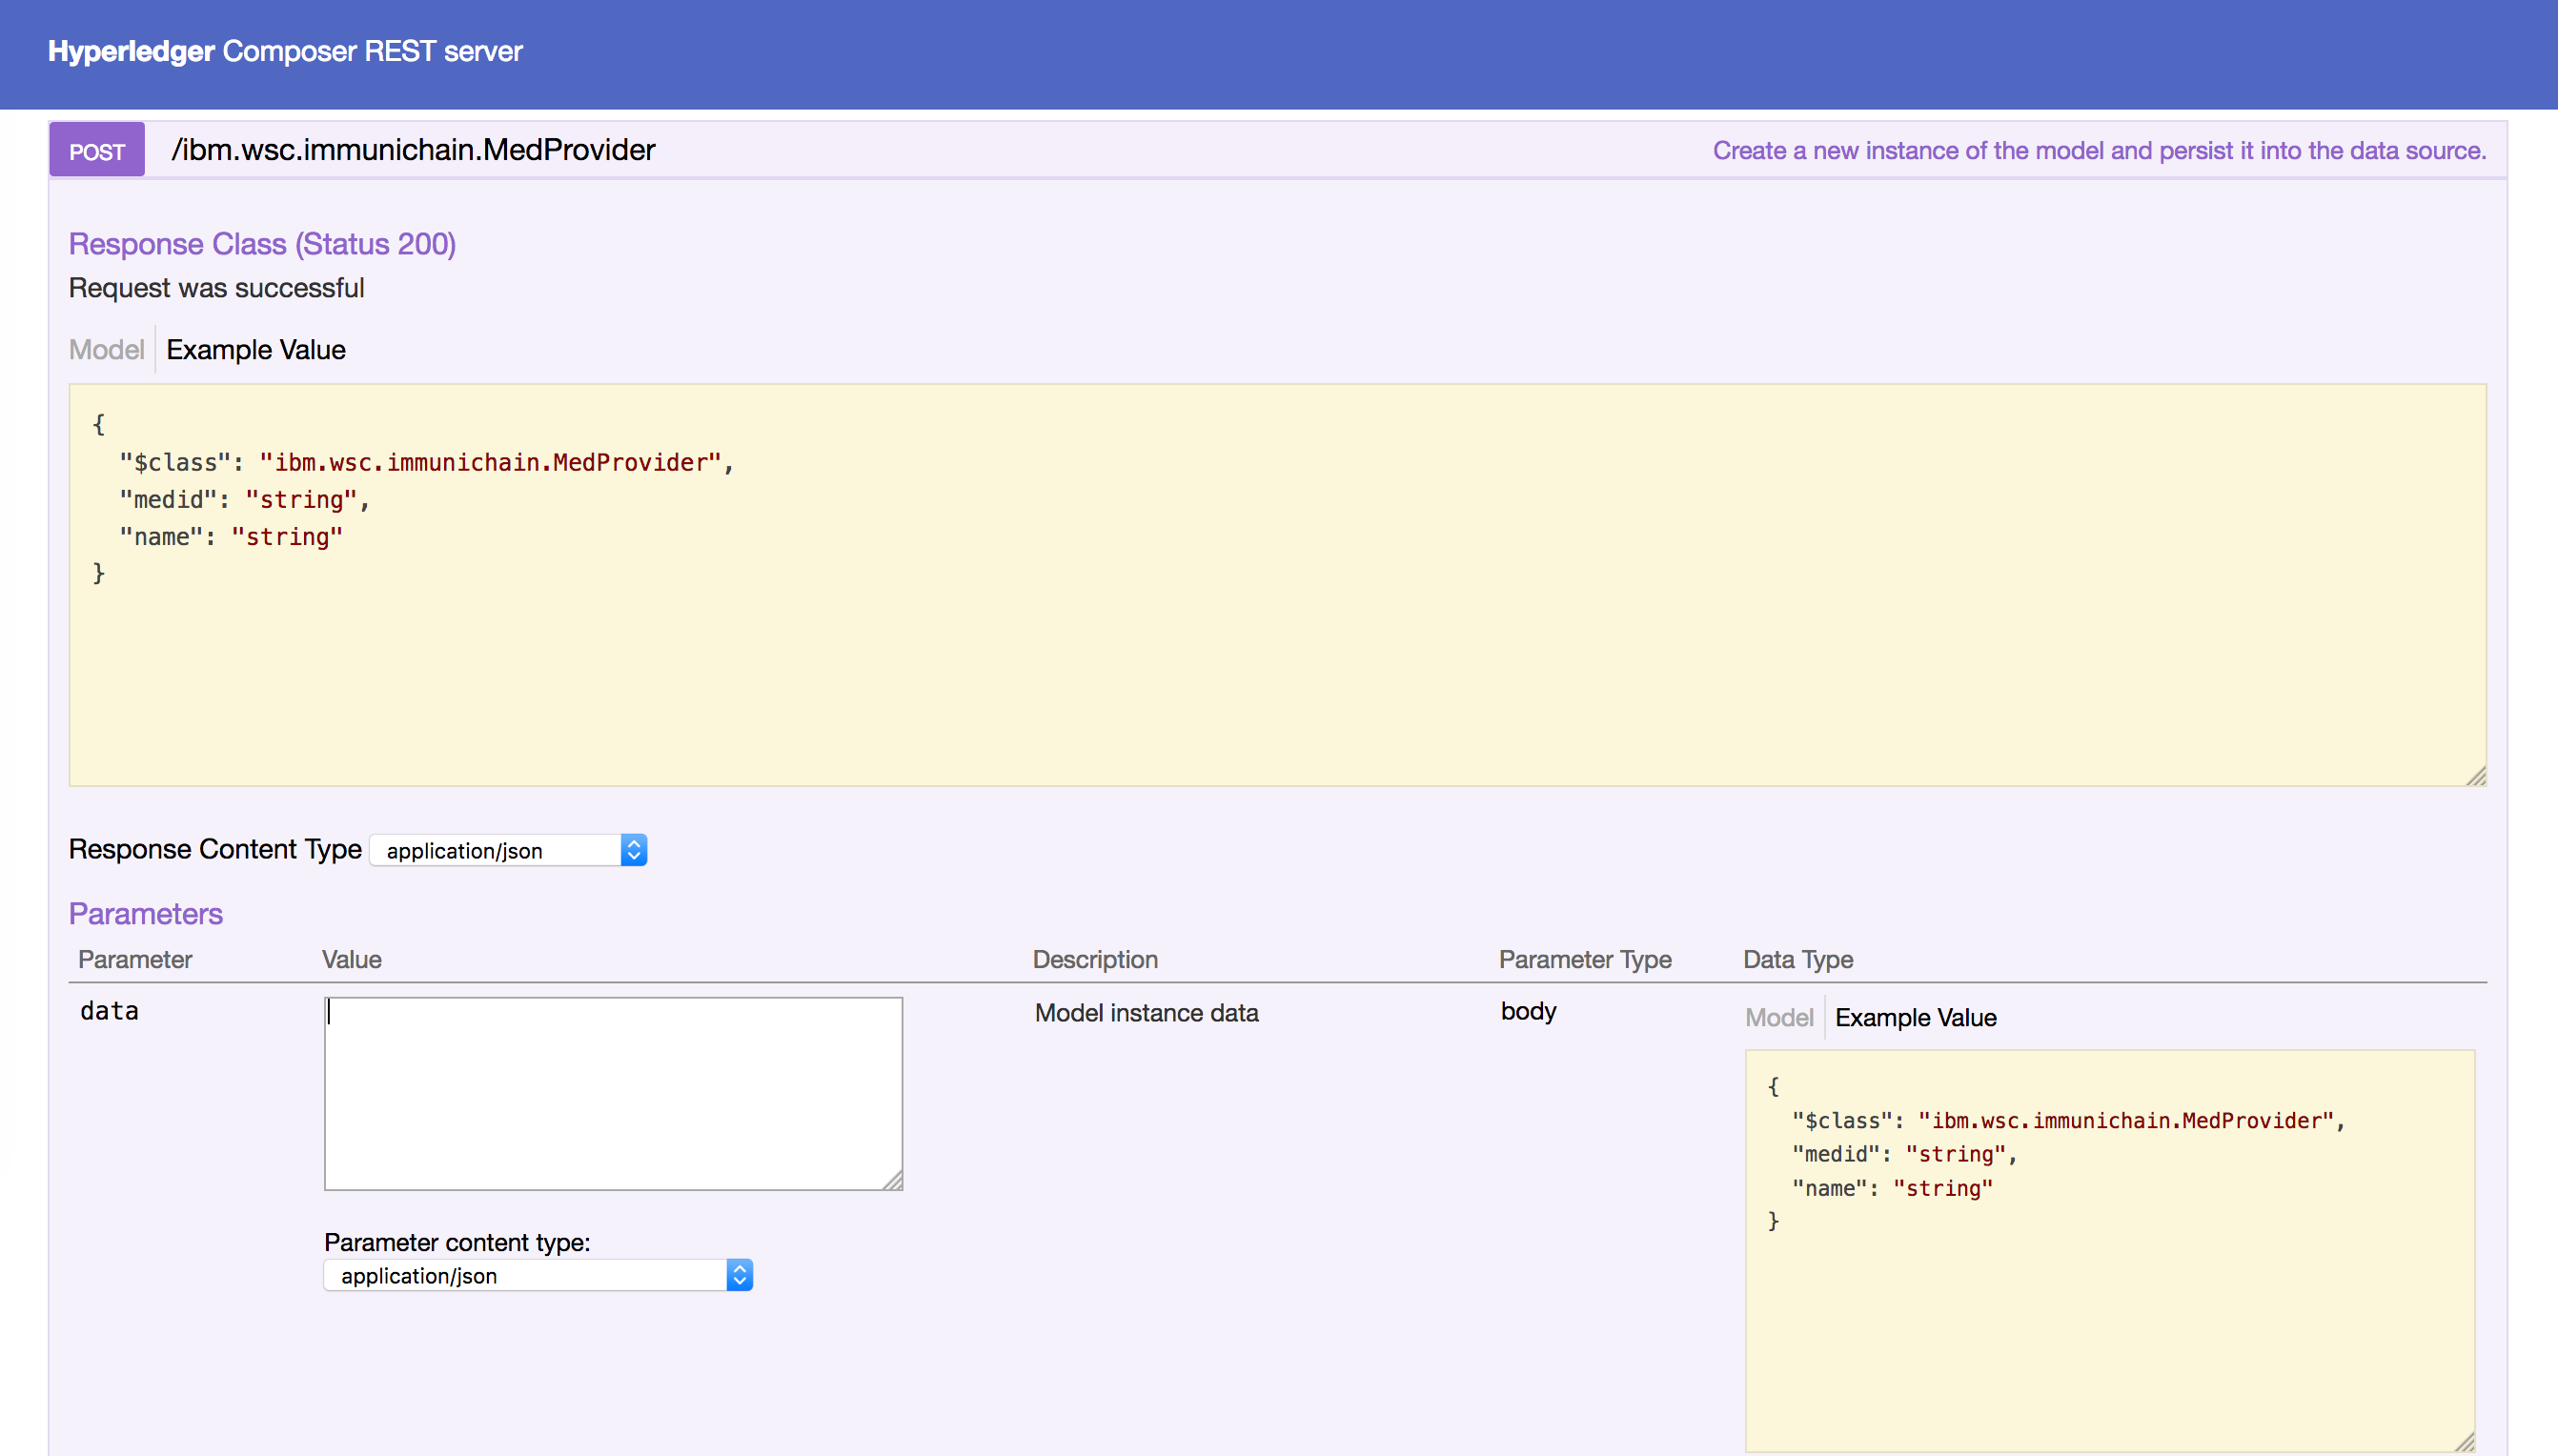 Hyperledger Composer REST server
POST /ibm.wsc.immunichain.MedProvider Create a new instance of the model and persist it into the data source.
Response Class (Status 200)
Request was successful
Model Example Value
{
"$class": "ibm.wsc.immunichain.MedProvider",
"medid": "string",
"name": "string"
}
Response Content Type application/json
Parameters
Parameter Value Description Parameter Type Data Type
data Model instance data body Model Example Value
{
"$class": "ibm.wsc.immunichain.MedProvider",
"medid": "string",
"name": "string"
}
Parameter content type:
application/json